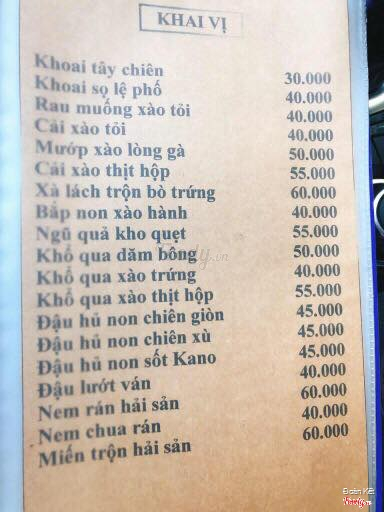 KHAI VỊ
Khoai tây chiên 30.000
Khoai sọ lệ phố 40.000
Rau muống xào tỏi 40.000
Cải xào tỏi 40.000
Mướp xào lòng gà 50.000
Cải xào thịt hộp 55.000
Xà lách trộn bò trứng 60.000
Bắp non xào hành 40.000
Ngũ quả kho quẹt 55.000
Khổ qua dăm bông 50.000
Khổ qua xào trứng 40.000
Khổ qua xào thịt hộp 55.000
Đậu hủ non chiên giòn 45.000
Đậu hủ non chiên xù 45.000
Đậu hủ non sốt Kano 45.000
Đậu lướt ván 40.000
Nem rán hải sản 60.000
Nem chua rán 40.000
Miến trộn hải sản 60.000
Đoàn Kết